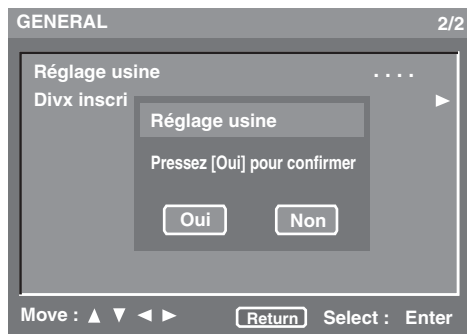 GENERAL 2/2
Réglage usine . . . .
Divx inscri ▶
Réglage usine
Pressez [Oui] pour confirmer
Oui Non
Move : ▲ ▼ ◄ ► Return Select : Enter